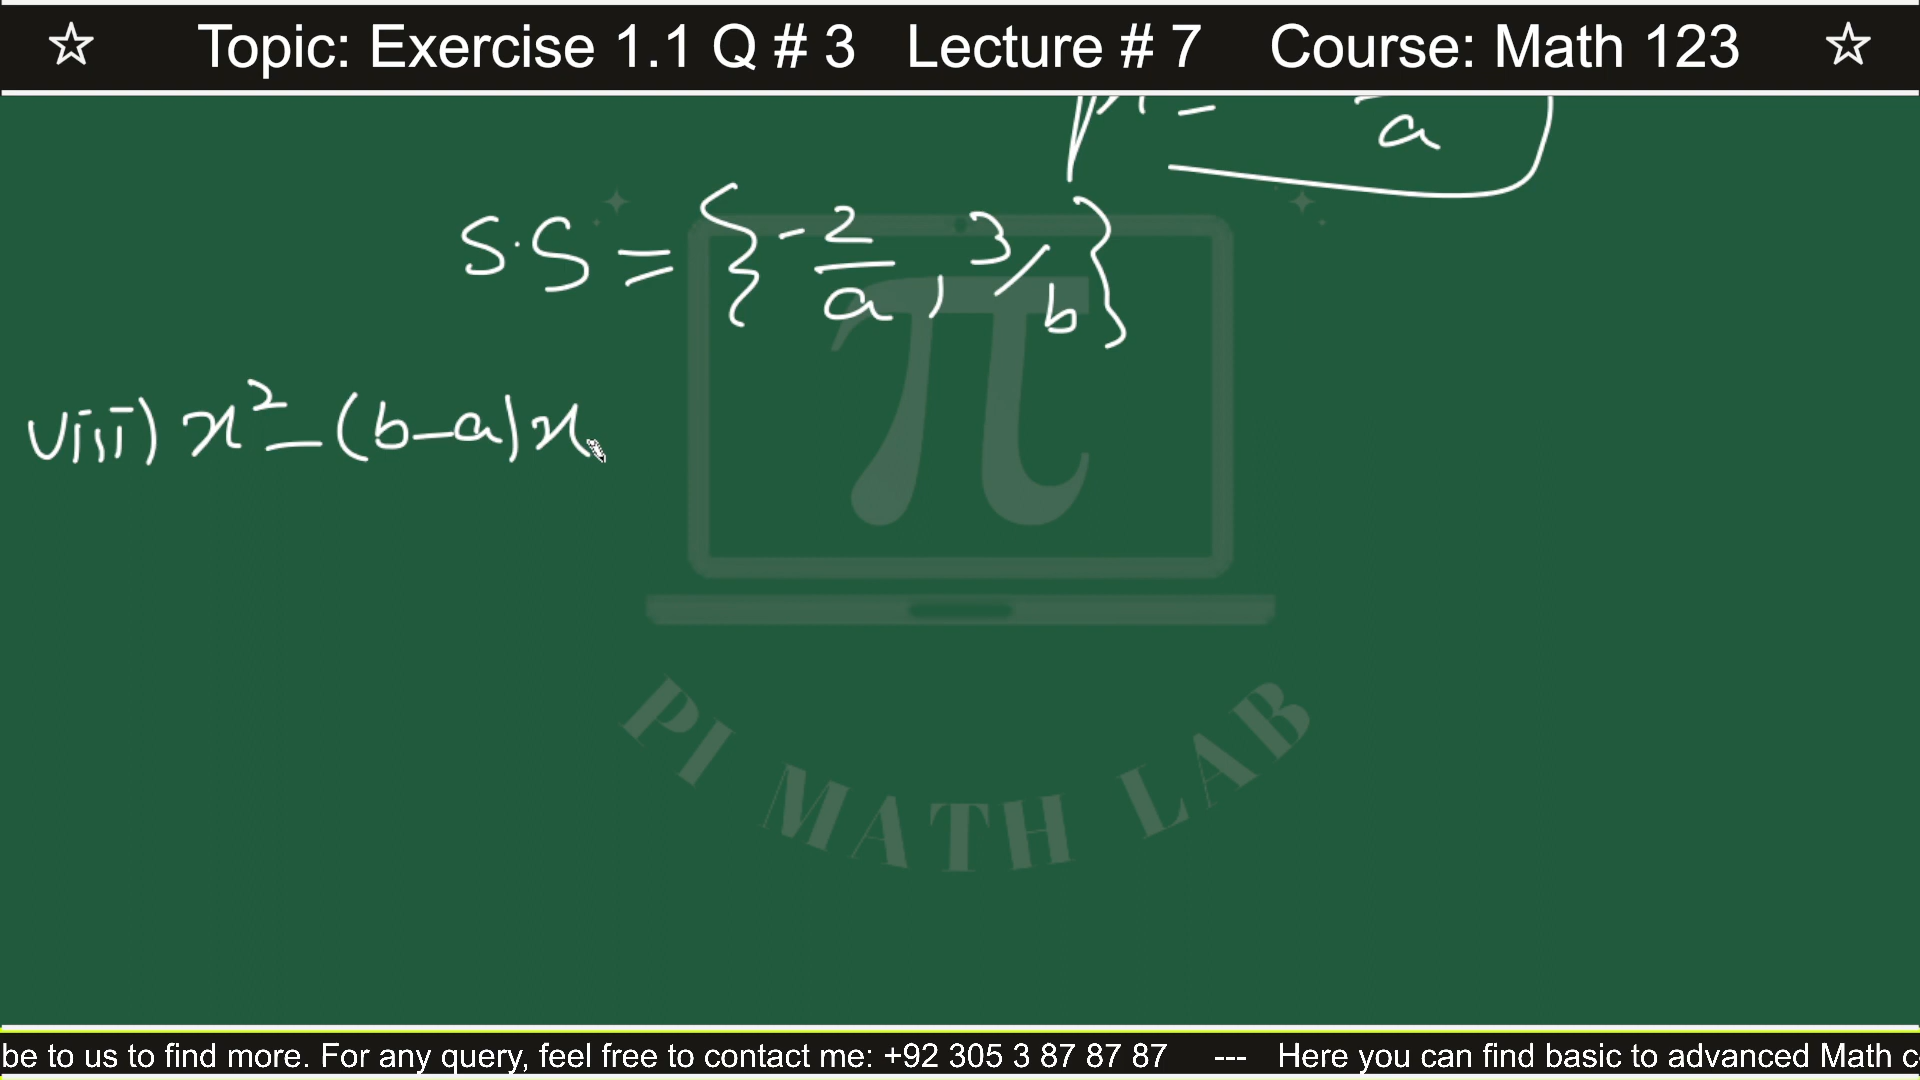 ☆ Topic: Exercise 1.1 Q # 3 Lecture # 7 Course: Math 123 ☆
a
S.S = { -2/a , 3/b }
viii) x² - (b-a)x
PI MATH LAB
be to us to find more. For any query, feel free to contact me: +92 305 3 87 87 87 --- Here you can find basic to advanced Math c